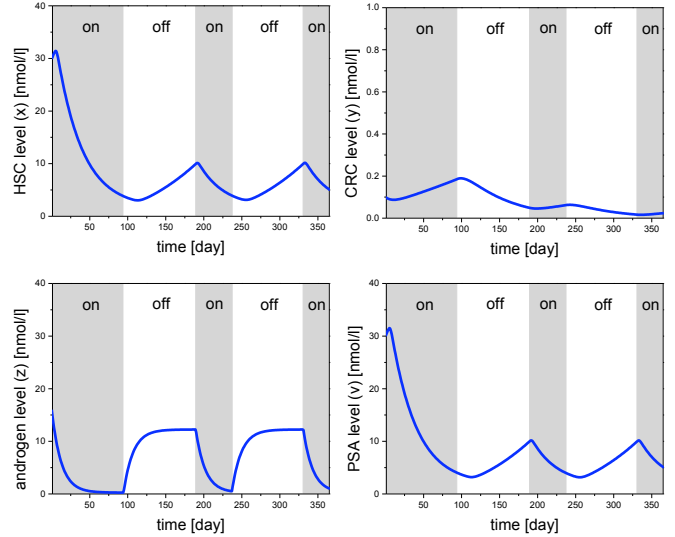 on off on off on
HSC level (x) [nmol/l]
40
30
20
10
0
50 100 150 200 250 300 350
time [day]
on off on off on
CRC level (y) [nmol/l]
1.0
0.8
0.6
0.4
0.2
0.0
50 100 150 200 250 300 350
time [day]
on off on off on
androgen level (z) [nmol/l]
40
30
20
10
0
50 100 150 200 250 300 350
time [day]
on off on off on
PSA level (v) [nmol/l]
40
30
20
10
0
50 100 150 200 250 300 350
time [day]